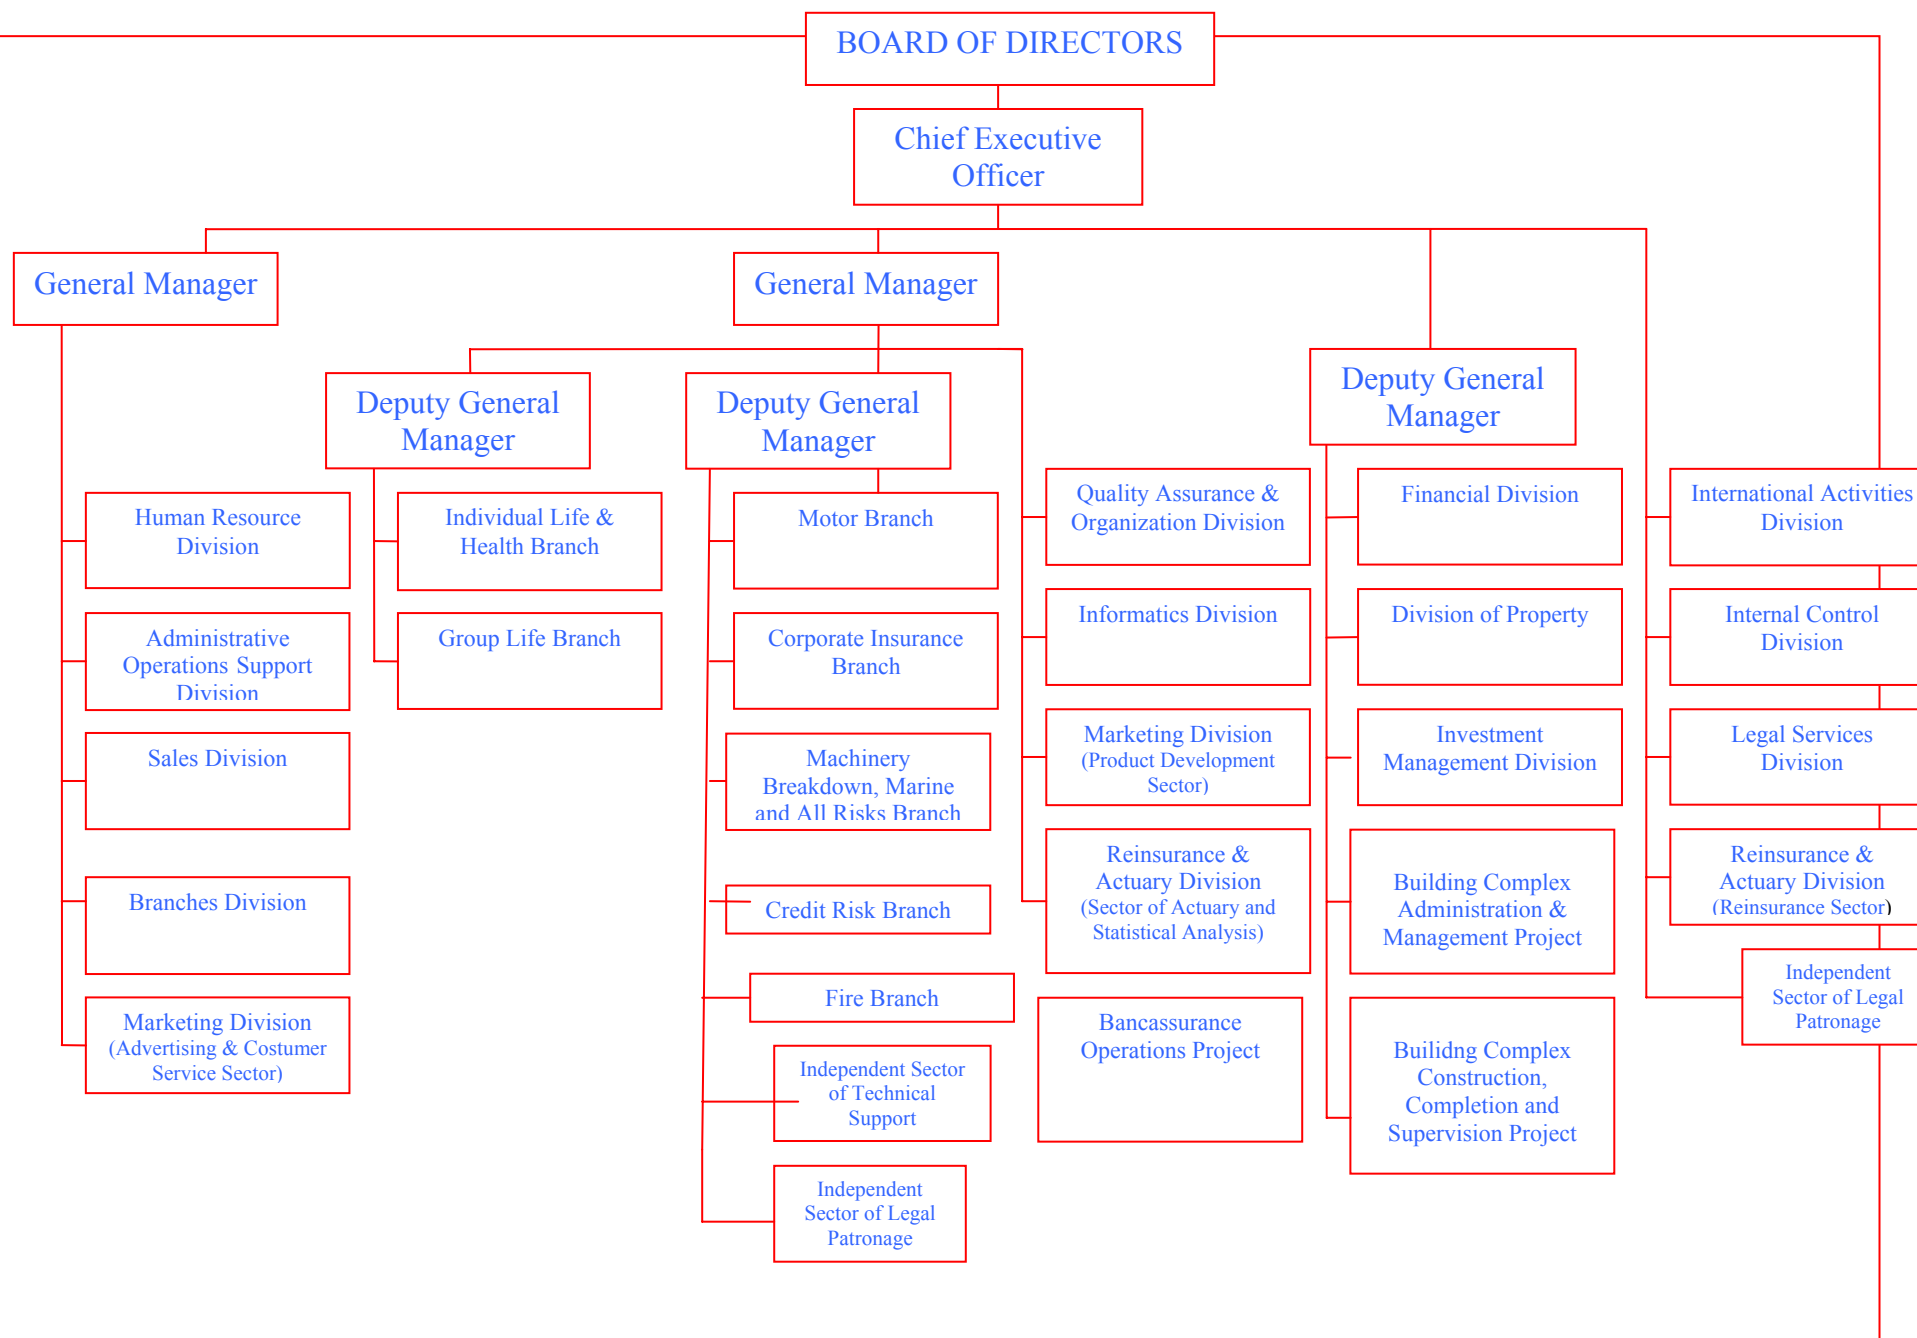 BOARD OF DIRECTORS
Chief Executive
Officer
General Manager
General Manager
Deputy General
Manager
Deputy General
Manager
Deputy General
Manager
Human Resource
Division
Administrative
Operations Support
Division
Sales Division
Branches Division
Marketing Division
(Advertising & Costumer
Service Sector)
Individual Life &
Health Branch
Group Life Branch
Motor Branch
Corporate Insurance
Branch
Machinery
Breakdown, Marine
and All Risks Branch
Credit Risk Branch
Fire Branch
Independent Sector
of Technical
Support
Independent
Sector of Legal
Patronage
Quality Assurance &
Organization Division
Informatics Division
Marketing Division
(Product Development
Sector)
Reinsurance &
Actuary Division
(Sector of Actuary and
Statistical Analysis)
Bancassurance
Operations Project
Financial Division
Division of Property
Investment
Management Division
Building Complex
Administration &
Management Project
Builidng Complex
Construction,
Completion and
Supervision Project
International Activities
Division
Internal Control
Division
Legal Services
Division
Reinsurance &
Actuary Division
(Reinsurance Sector)
Independent
Sector of Legal
Patronage